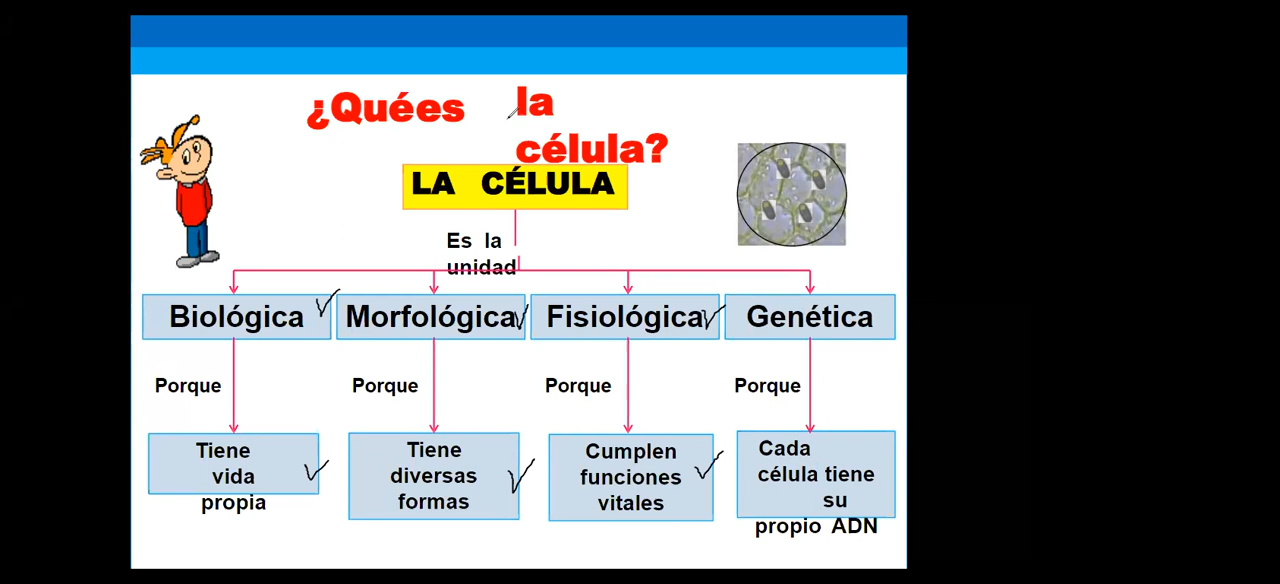 ¿Quées la
célula?
LA CÉLULA
Es la
unidad
Biológica Morfológica Fisiológica Genética
Porque Porque Porque Porque
Tiene
vida
propia
Tiene
diversas
formas
Cumplen
funciones
vitales
Cada
célula tiene
su
propio ADN